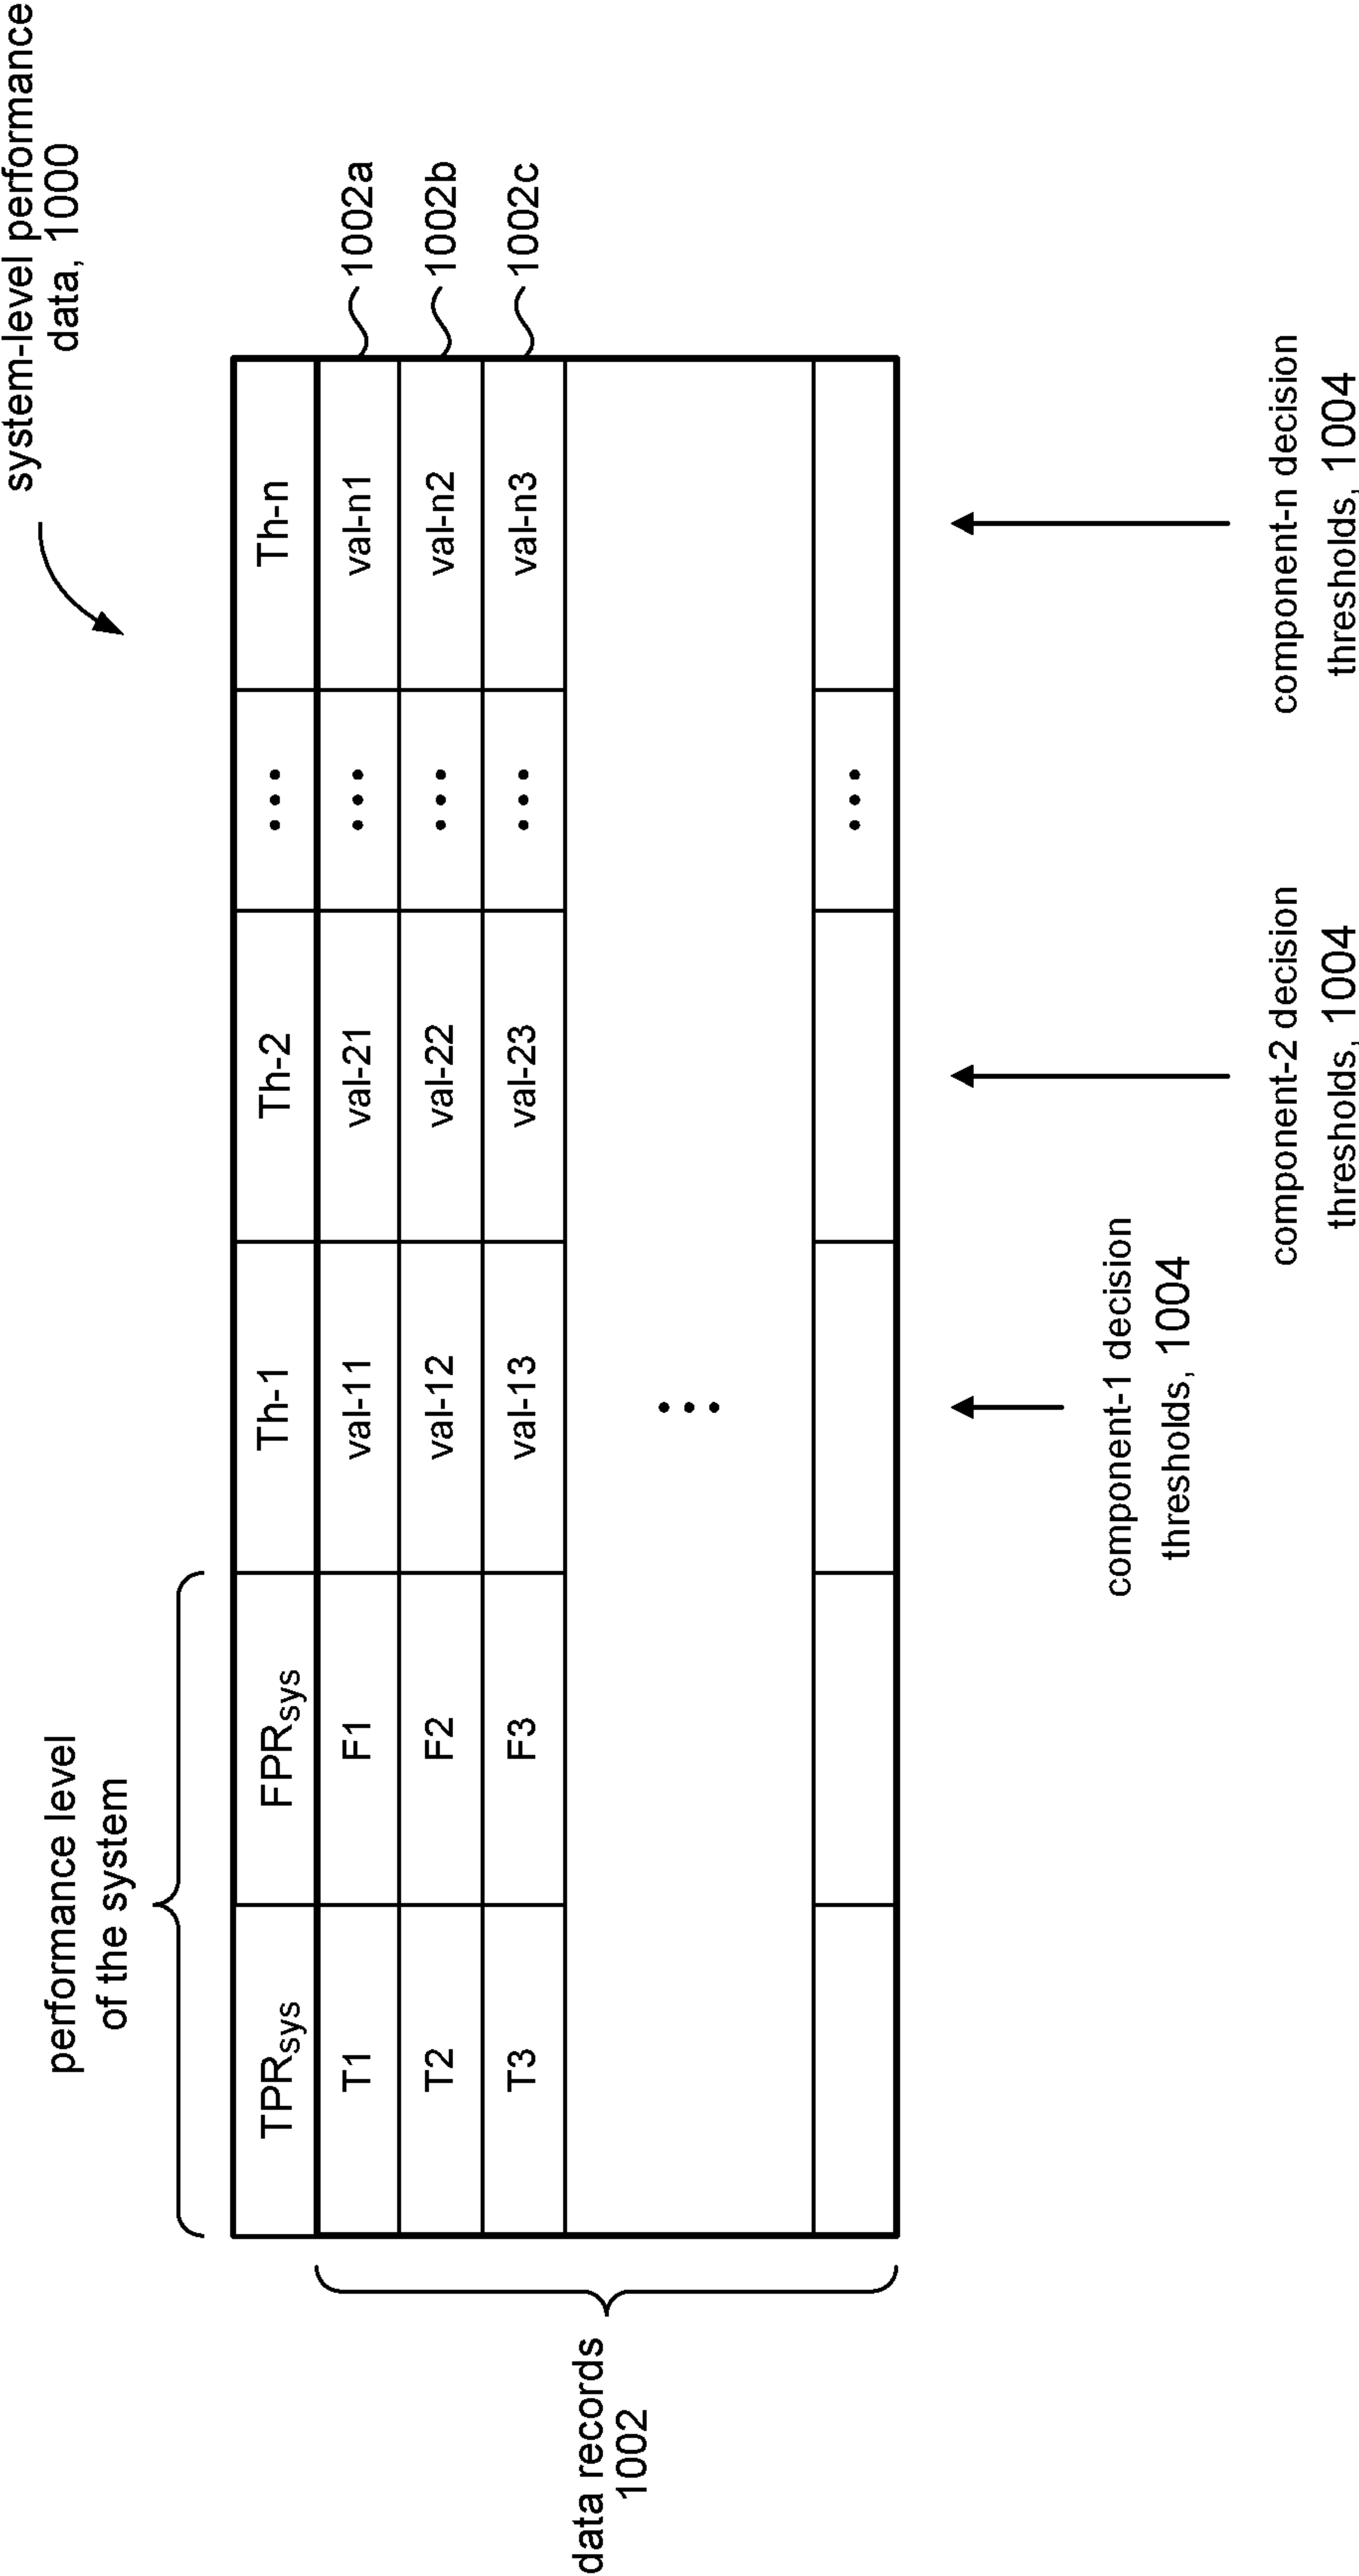 system-level performance
data, 1000
performance level
of the system
TPRsys FPRsys Th-1 Th-2 ••• Th-n
T1 F1 val-11 val-21 ••• val-n1 1002a
T2 F2 val-12 val-22 ••• val-n2 1002b
T3 F3 val-13 val-23 ••• val-n3 1002c
•••
•••
data records
1002
component-1 decision
thresholds, 1004
component-2 decision
thresholds, 1004
component-n decision
thresholds, 1004